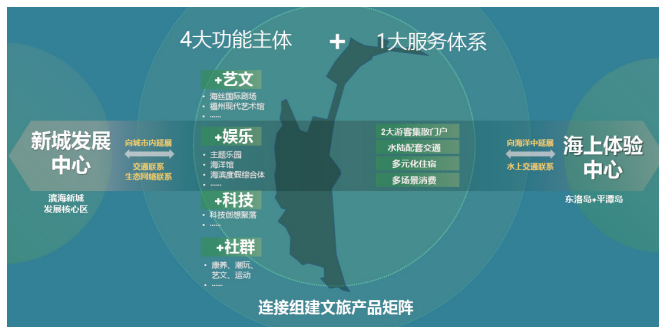 4大功能主体 + 1大服务体系
+艺文
• 海丝国际剧场
• 福州现代艺术馆
• ......
+娱乐
• 主题乐园
• 海洋馆
• 海滨度假综合体
• ......
+科技
• 科技创想聚落
• ......
+社群
• 康养、潮玩、
艺文、运动
• ......
新城发展
中心
滨海新城
发展核心区
向城市内延展
交通联系
生态网络联系
2大游客集散门户
水陆配套交通
多元化住宿
多场景消费
向海洋中延展
水上交通联系
海上体验
中心
东洛岛+平潭岛
连接组建文旅产品矩阵